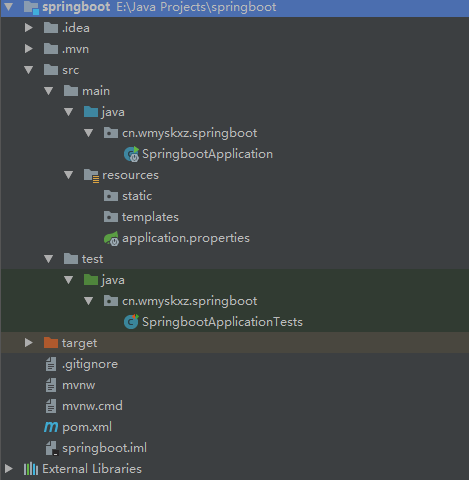 springboot E:\Java Projects\springboot
.idea
.mvn
src
main
java
cn.wmyskxz.springboot
SpringbootApplication
resources
static
templates
application.properties
test
java
cn.wmyskxz.springboot
SpringbootApplicationTests
target
.gitignore
mvnw
mvnw.cmd
pom.xml
springboot.iml
External Libraries